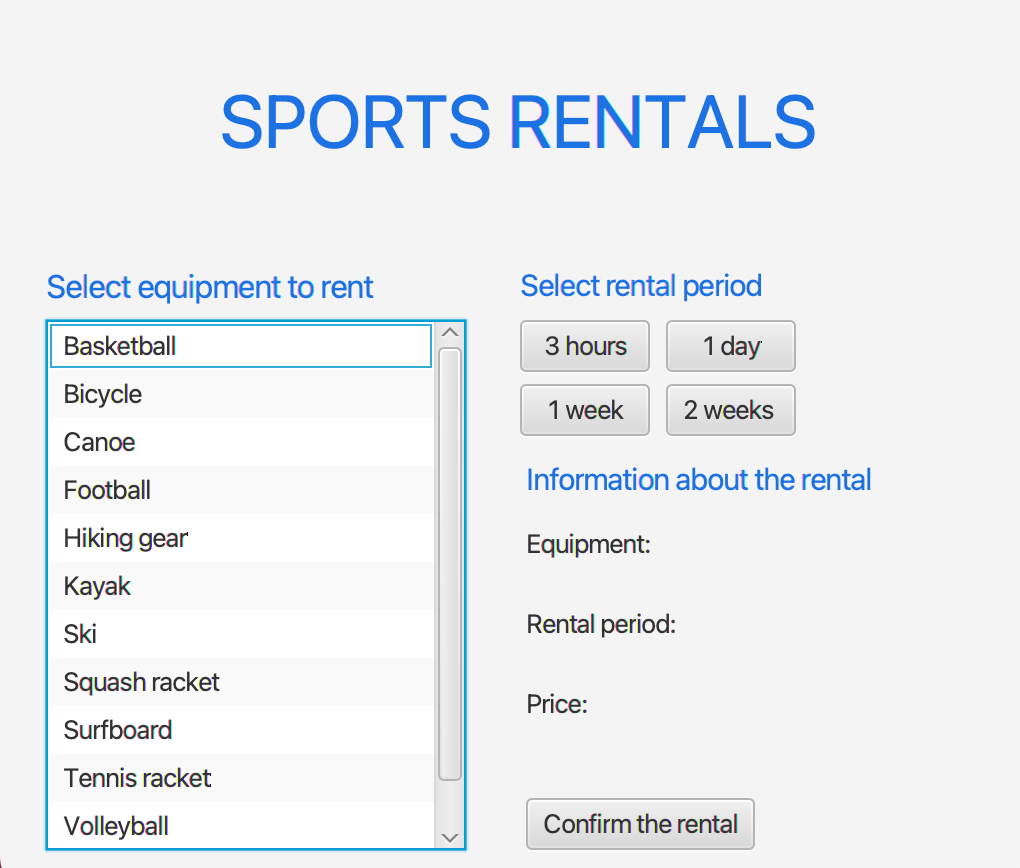 SPORTS RENTALS
Select equipment to rent
Basketball
Bicycle
Canoe
Football
Hiking gear
Kayak
Ski
Squash racket
Surfboard
Tennis racket
Volleyball
Select rental period
3 hours
1 day
1 week
2 weeks
Information about the rental
Equipment:
Rental period:
Price:
Confirm the rental